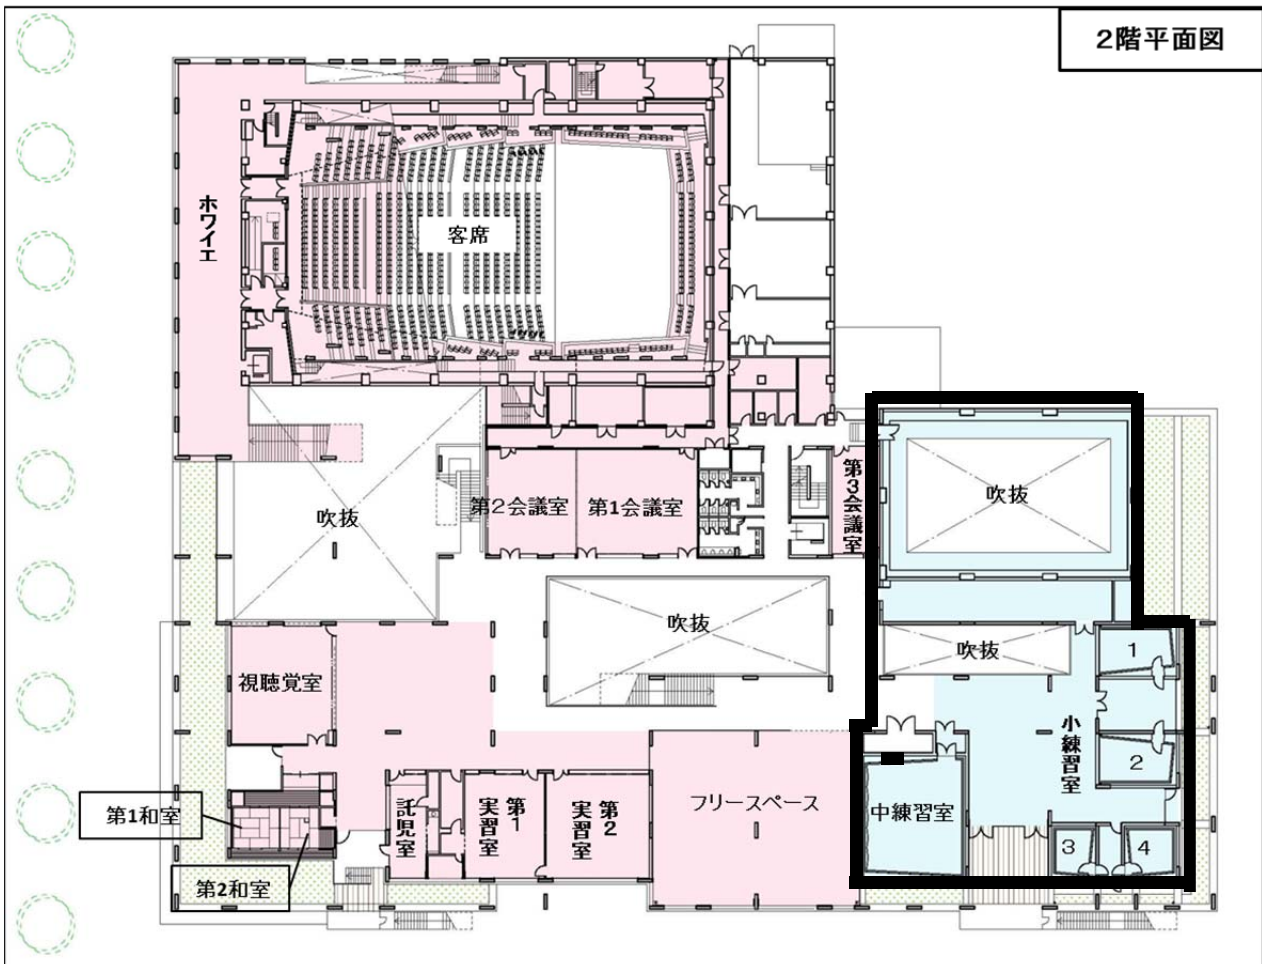 2階平面図
ホワイエ
客席
第2会議室
第1会議室
第3会議室
吹抜
吹抜
吹抜
吹抜
視聴覚室
1
小練習室
2
第1和室
第2和室
託児室
第1実習室
第2実習室
フリースペース
中練習室
3
4